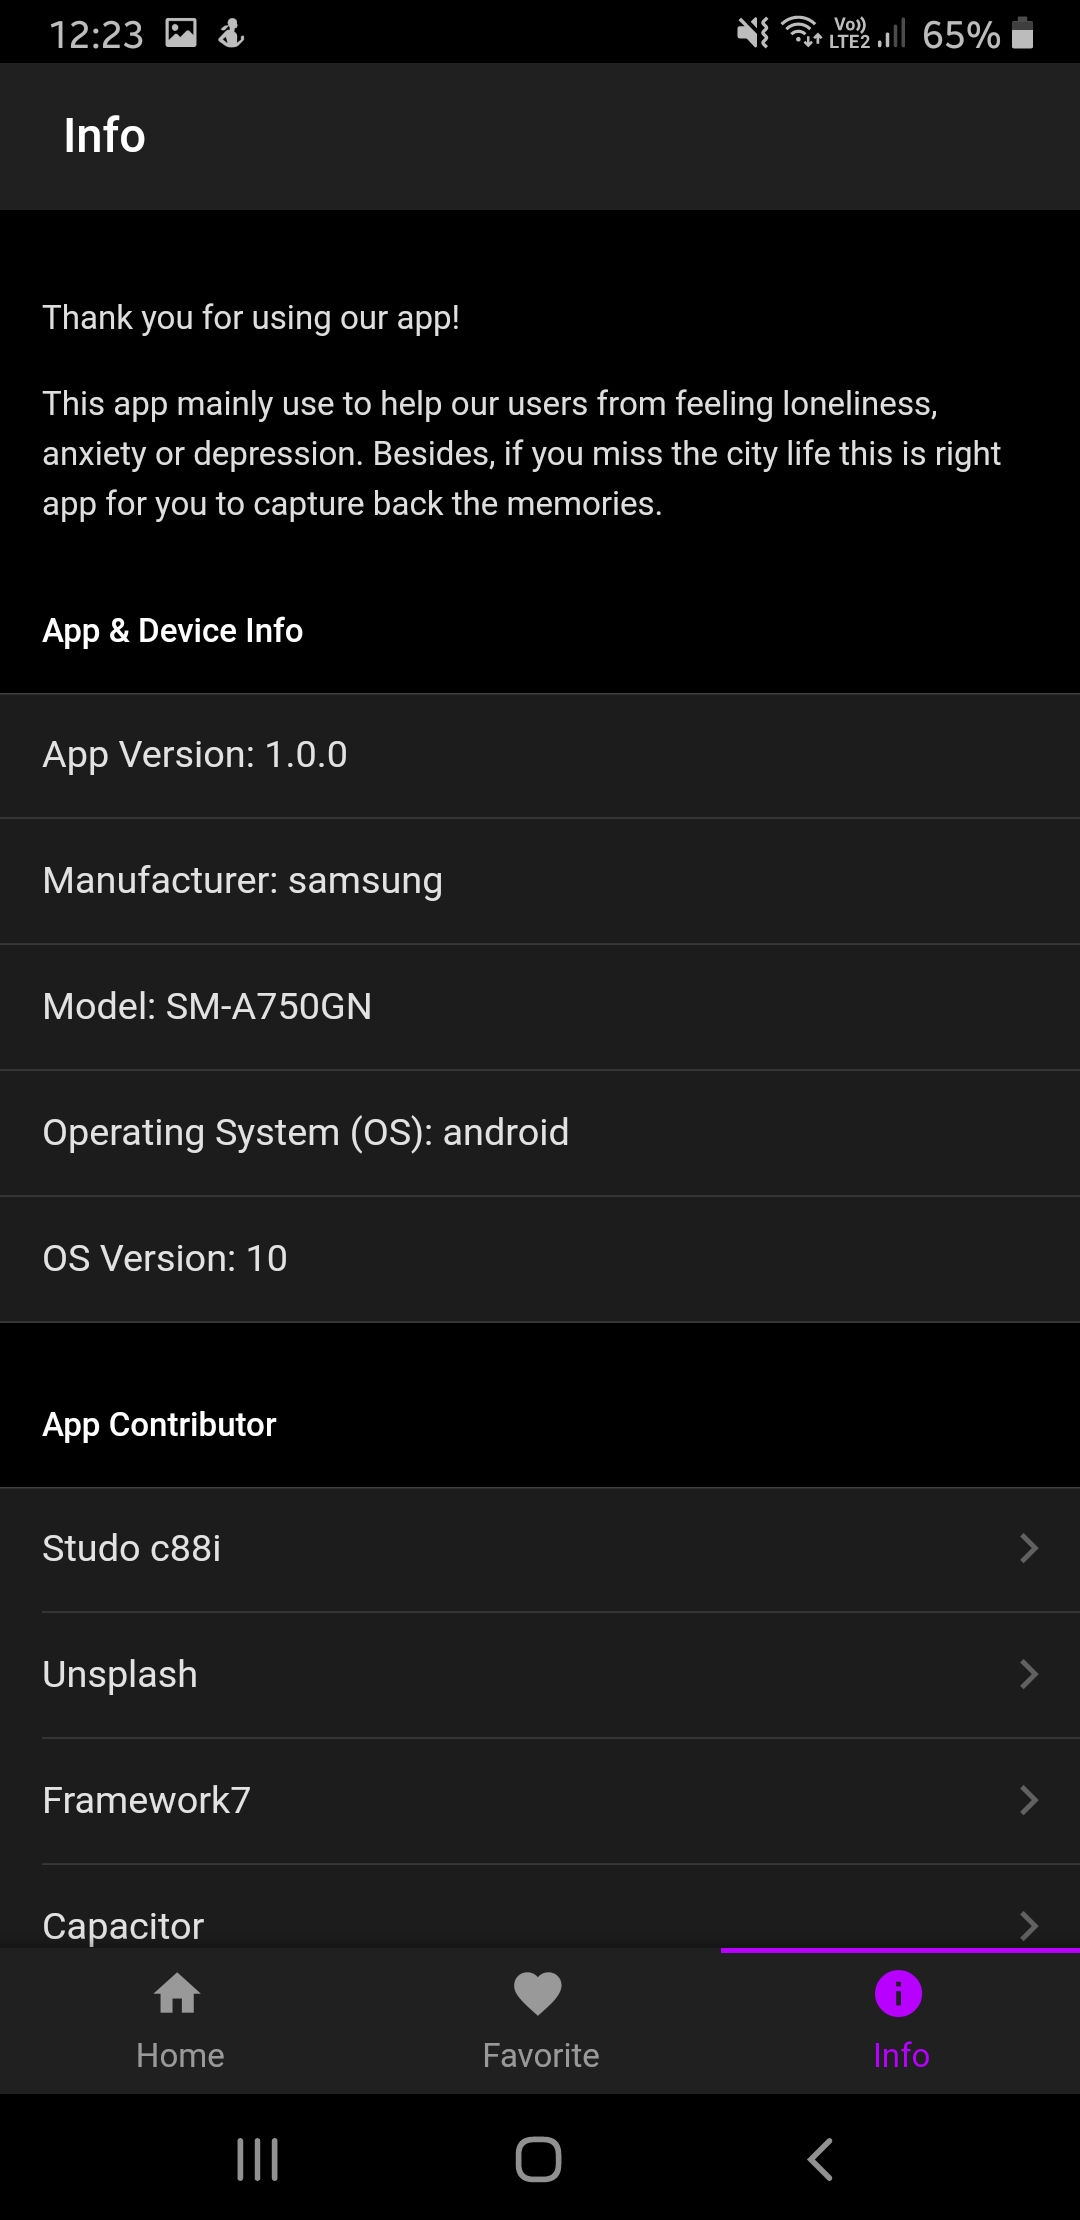 12:23
Vo)) LTE2
65%
Info
Thank you for using our app!
This app mainly use to help our users from feeling loneliness,
anxiety or depression. Besides, if you miss the city life this is right
app for you to capture back the memories.
App & Device Info
App Version: 1.0.0
Manufacturer: samsung
Model: SM-A750GN
Operating System (OS): android
OS Version: 10
App Contributor
Studo c88i
Unsplash
Framework7
Capacitor
Home
Favorite
Info